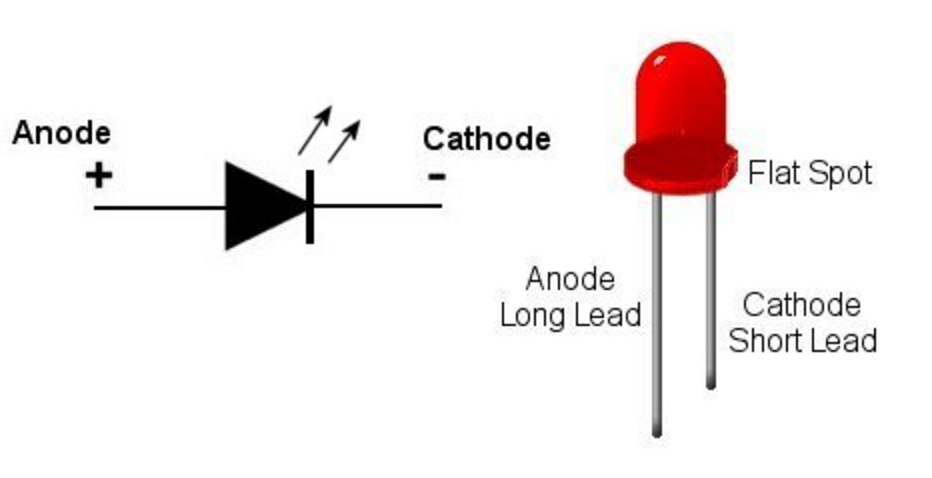 Anode
+
Cathode
-
Flat Spot
Anode
Long Lead
Cathode
Short Lead